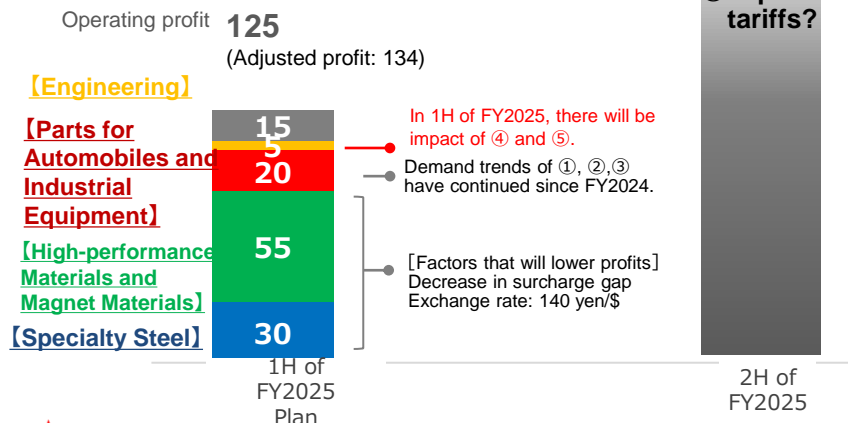 tariffs?
Operating profit 125
(Adjusted profit: 134)
【Engineering】
【Parts for
Automobiles and
Industrial
Equipment】
【High-performance
Materials and
Magnet Materials】
【Specialty Steel】
15
5
20
55
30
In 1H of FY2025, there will be
impact of ④ and ⑤.
Demand trends of ①, ②,③
have continued since FY2024.
[Factors that will lower profits]
Decrease in surcharge gap
Exchange rate: 140 yen/$
1H of
FY2025
Plan
2H of
FY2025